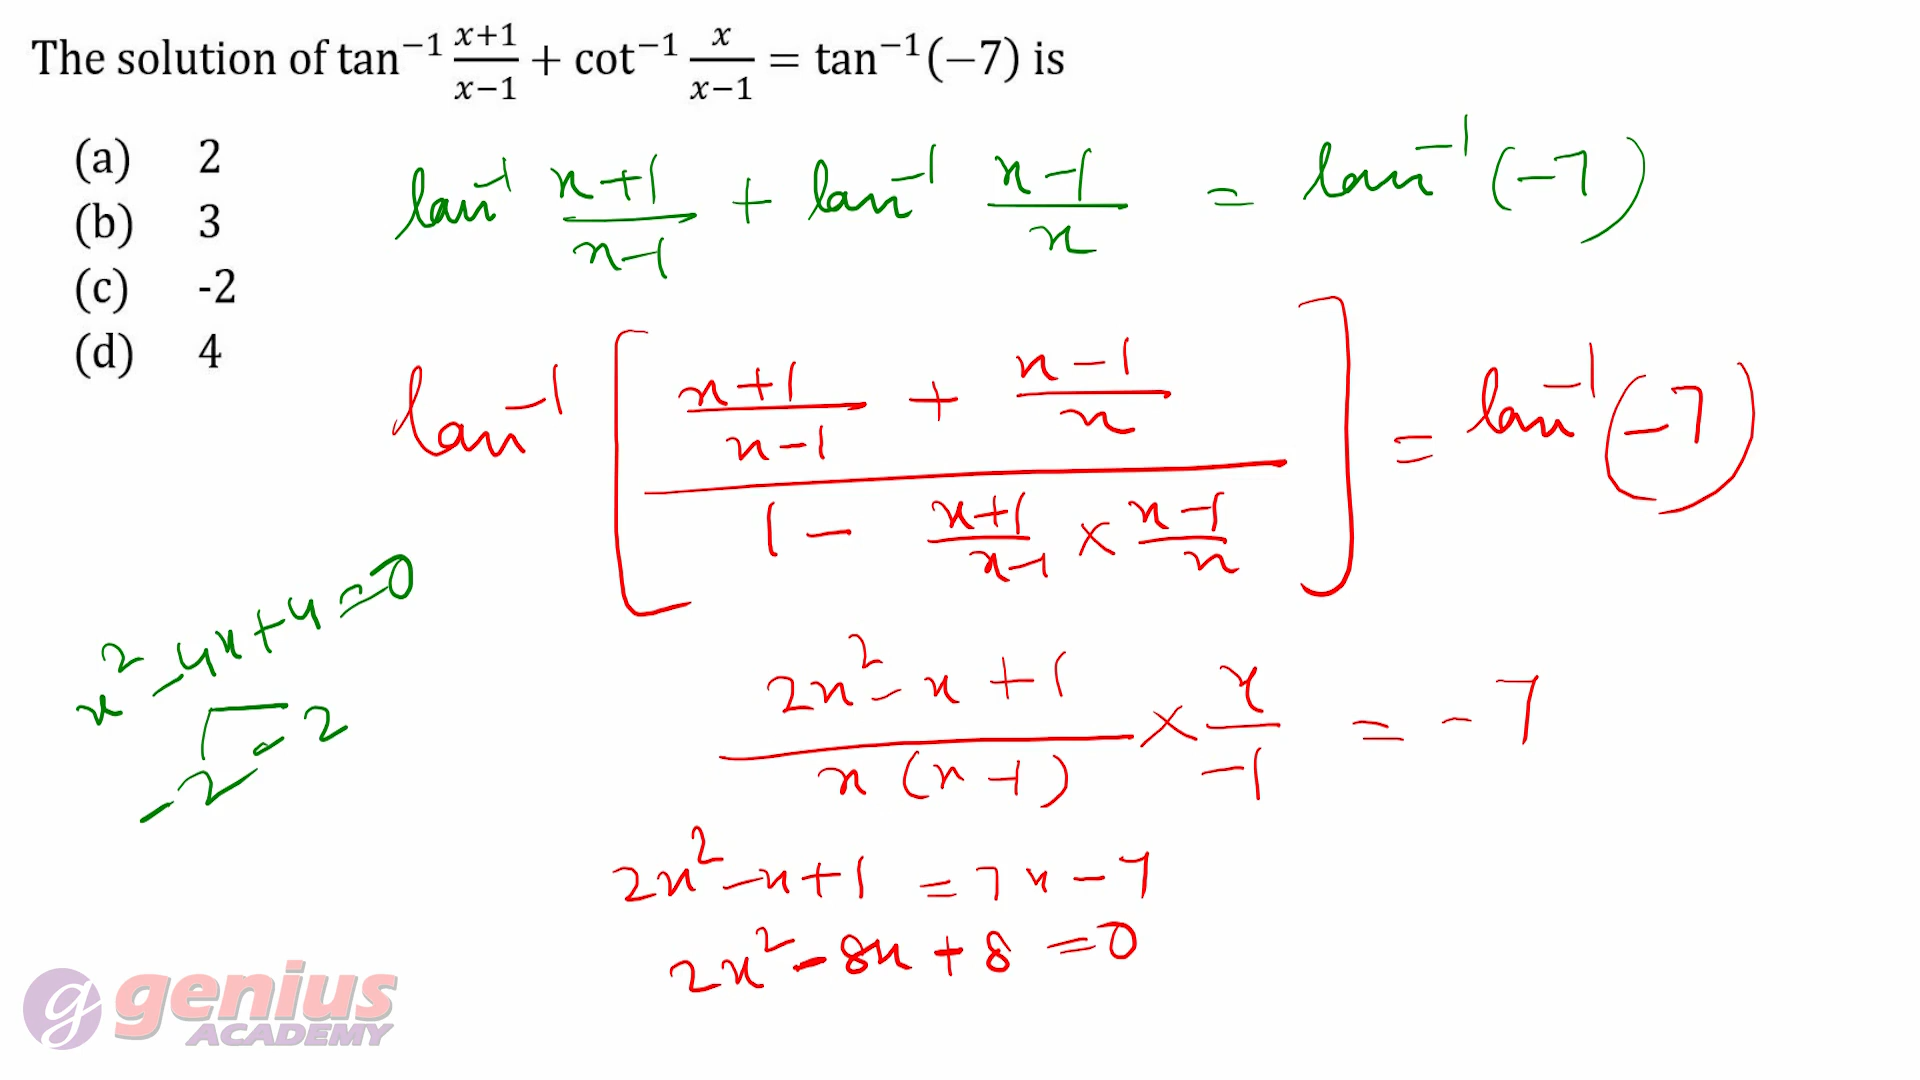 The solution of tan⁻¹ (x+1)/(x−1) + cot⁻¹ x/(x−1) = tan⁻¹(−7) is
(a) 2
(b) 3
(c) -2
(d) 4
tan⁻¹ (x+1)/(x−1) + tan⁻¹ (x−1)/x = tan⁻¹(−7)
tan⁻¹ [ ((x+1)/(x−1) + (x−1)/x) / (1 − (x+1)/(x−1) × (x−1)/x) ] = tan⁻¹(−7)
(2x² − x + 1)/(x(x−1)) × x/(−1) = −7
2x² − x + 1 = 7x − 7
2x² − 8x + 8 = 0
x² − 4x + 4 = 0
−2 −2
g genius
ACADEMY